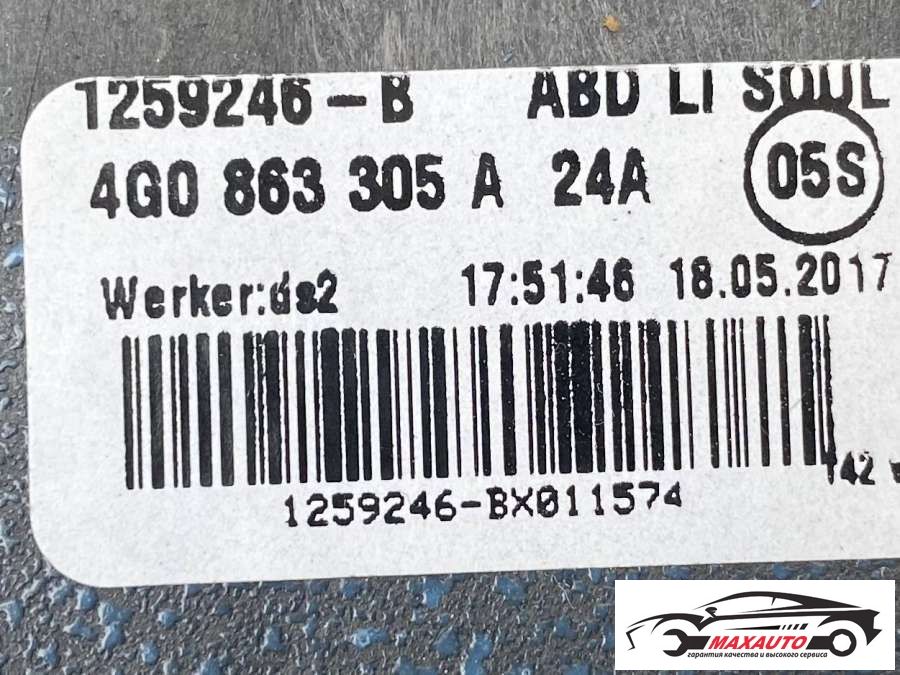 1259246-B ABD LI SOUL
4G0 863 305 A 24A 05S
Werker:ds2 17:51:46 18.05.2017
142
1259246-BX011574
MAXAUTO
гарантия качества и высокого сервиса